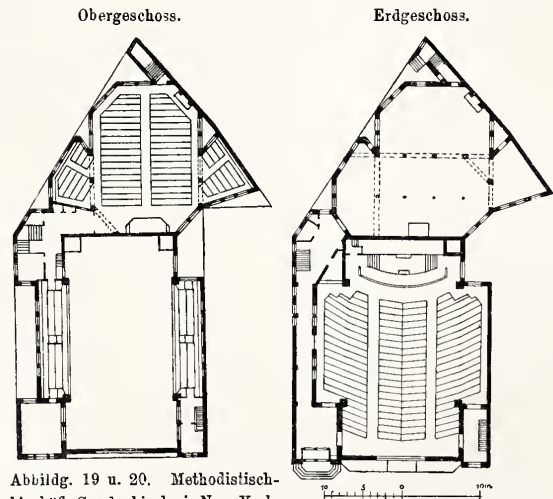 Obergeschoss.
Erdgeschoss.
Abbildg. 19 u. 20. Methodistisch-
10 5 0 10m